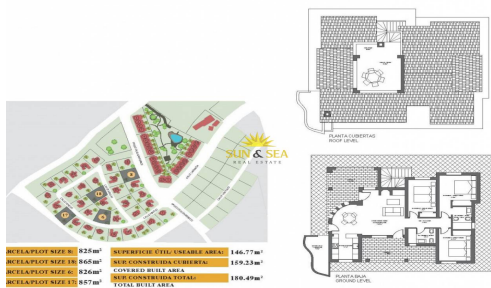 PLANTA CUBIERTAS
ROOF LEVEL
SUN & SEA
REAL ESTATE
PLANTA BAJA
GROUND LEVEL
RCELA/PLOT SIZE 8: 825m²
RCELA/PLOT SIZE 18: 865m²
RCELA/PLOT SIZE 6: 826m²
RCELA/PLOT SIZE 17: 857m²
SUPERFICIE ÚTIL/USEABLE AREA: 146.77m²
SUP. CONSTRUIDA CUBIERTA: 159.23m²
COVERED BUILT AREA
SUP. CONSTRUIDA TOTAL: 180.49m²
TOTAL BUILT AREA